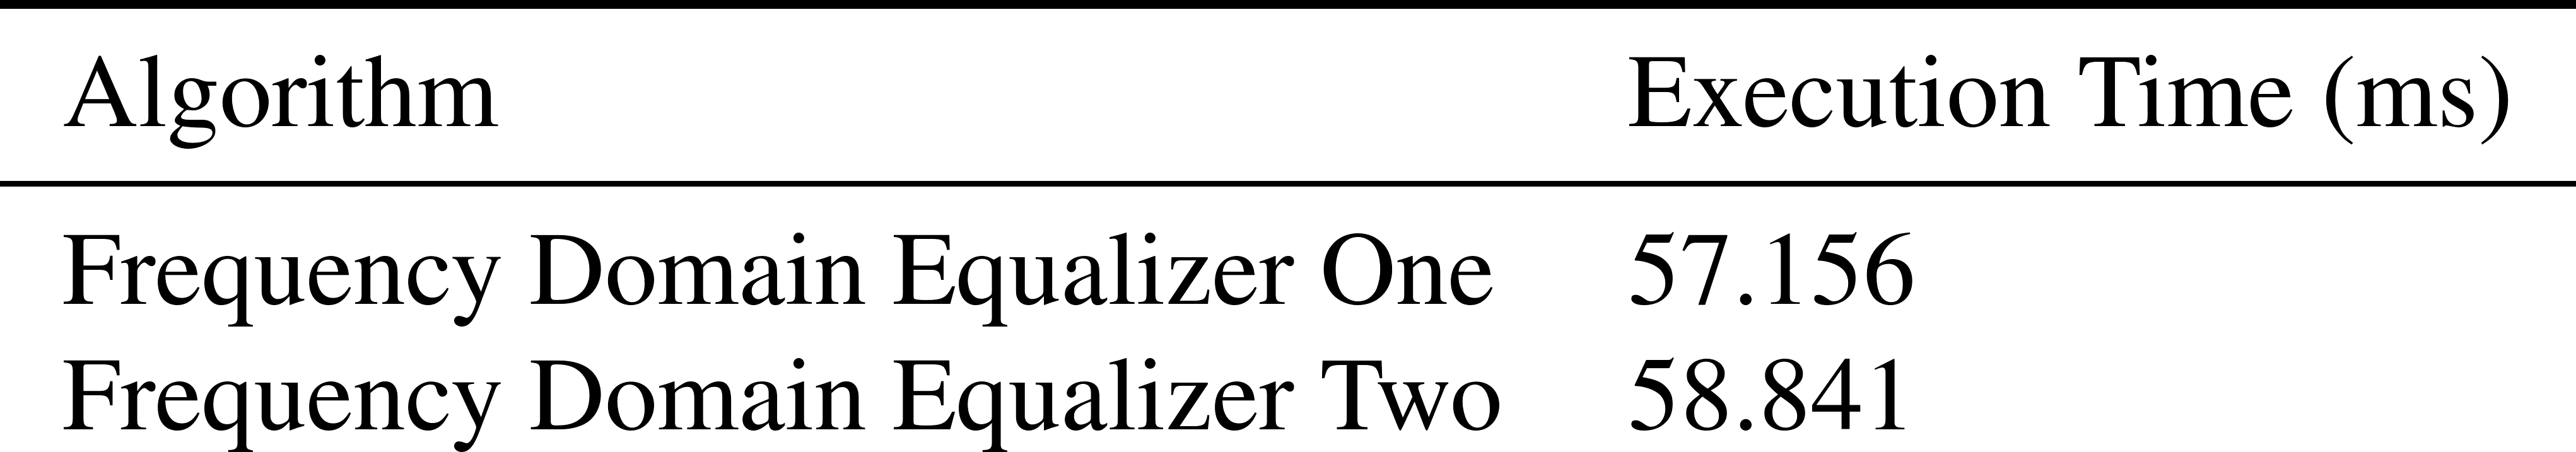 Algorithm Execution Time (ms)
Frequency Domain Equalizer One 57.156
Frequency Domain Equalizer Two 58.841